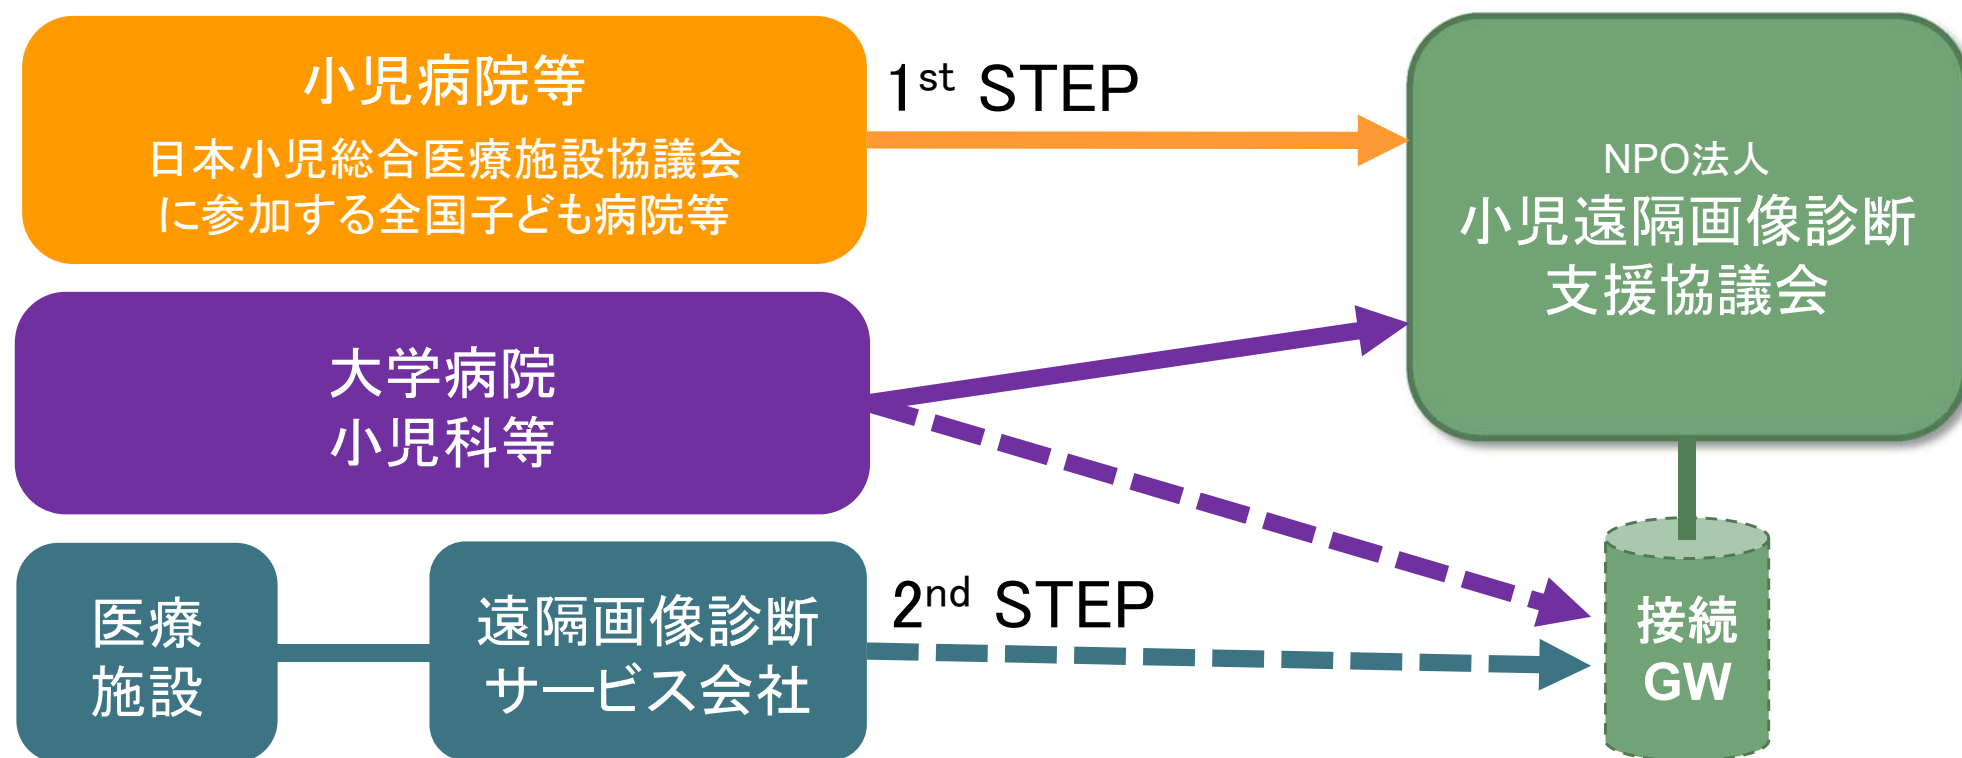 小児病院等
日本小児総合医療施設協議会
に参加する全国子ども病院等
1st STEP
NPO法人
小児遠隔画像診断
支援協議会
大学病院
小児科等
医療
施設
遠隔画像診断
サービス会社
2nd STEP
接続
GW